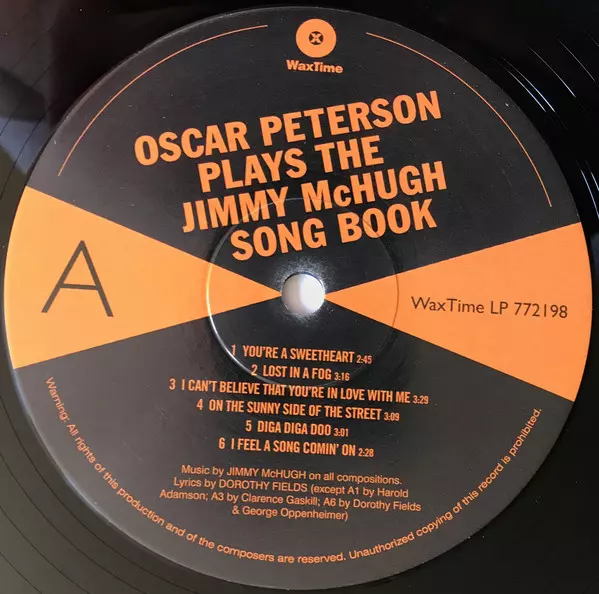 WaxTime
OSCAR PETERSON
PLAYS THE
JIMMY McHUGH
SONG BOOK
A
WaxTime LP 772198
1 YOU'RE A SWEETHEART 2:45
2 LOST IN A FOG 3:16
3 I CAN'T BELIEVE THAT YOU'RE IN LOVE WITH ME 3:29
4 ON THE SUNNY SIDE OF THE STREET 3:09
5 DIGA DIGA DOO 3:01
6 I FEEL A SONG COMIN' ON 2:28
Music by JIMMY McHUGH on all compositions.
Lyrics by DOROTHY FIELDS (except A1 by Harold
Adamson; A3 by Clarence Gaskill; A6 by Dorothy Fields
& George Oppenheimer)
Warning: All rights of this production and of the composers are reserved. Unauthorized copying of this record is prohibited.